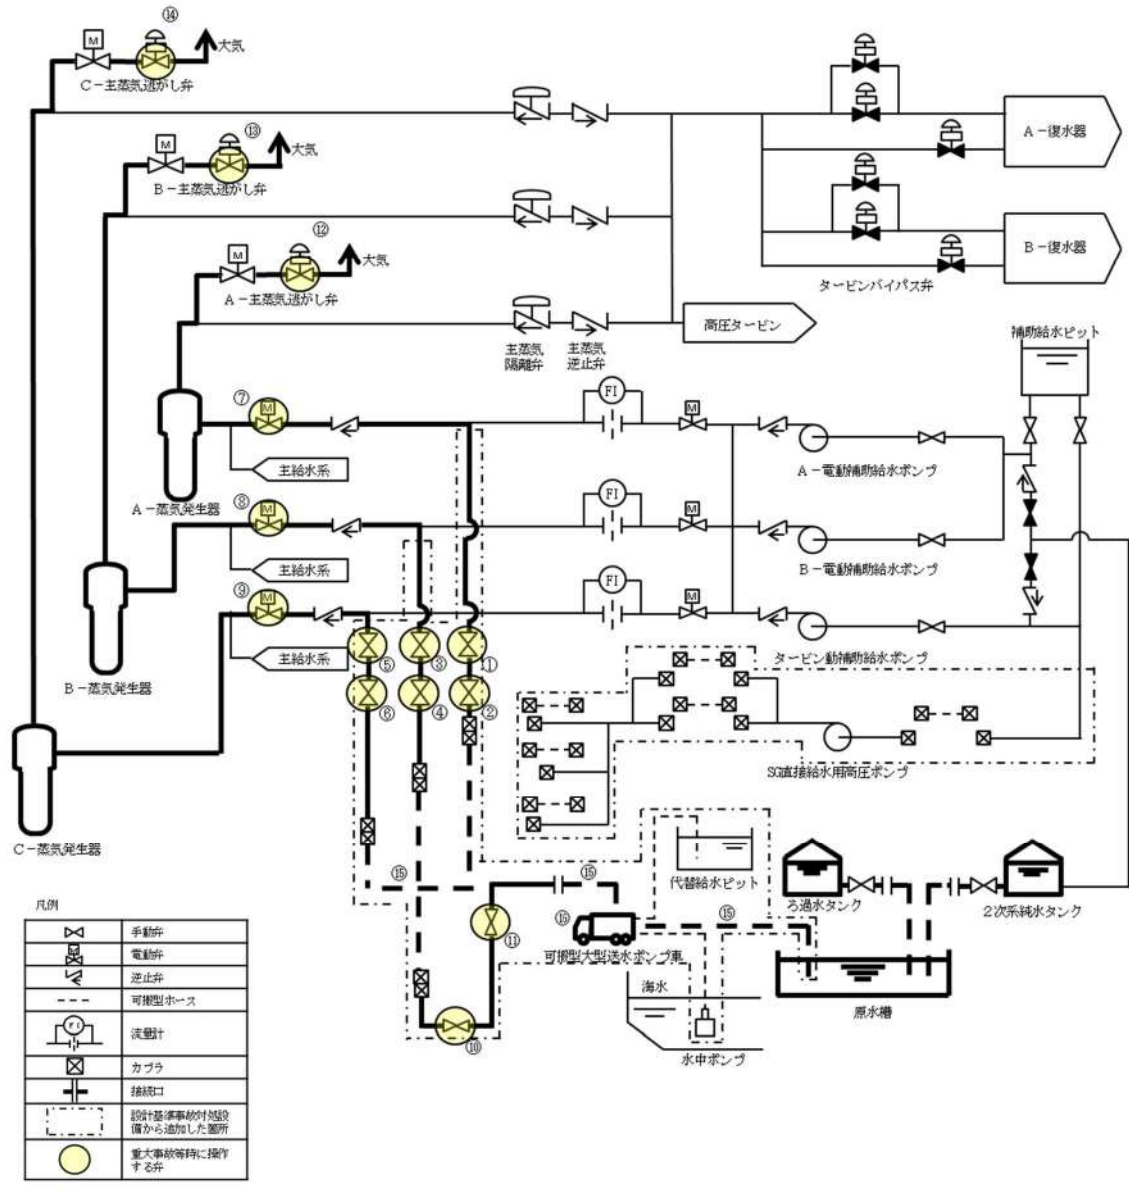 ⑭
M
大気
C-主蒸気逃がし弁
⑬
M
大気
B-主蒸気逃がし弁
⑫
M
大気
A-主蒸気逃がし弁
A-復水器
B-復水器
タービンバイパス弁
高圧タービン
主蒸気
隔離弁
主蒸気
逆止弁
補助給水ピット
⑦
M
FI
M
主給水系
A-電動補助給水ポンプ
A-蒸気発生器
⑧
M
FI
M
主給水系
B-電動補助給水ポンプ
⑨
M
FI
M
主給水系
タービン動補助給水ポンプ
B-蒸気発生器
⑤
③
①
⑥
④
②
SG直接給水用高圧ポンプ
C-蒸気発生器
⑮
⑮
代替給水ピット
⑯
⑮
ろ過水タンク
2次系純水タンク
⑪
可搬型大型送水ポンプ車
海水
原水槽
⑩
水中ポンプ
凡例
手動弁
M
電動弁
逆止弁
可搬型ホース
FI
流量計
カプラ
接続口
設計基準事故対処設
備から追加した箇所
重大事故等時に操作
する弁